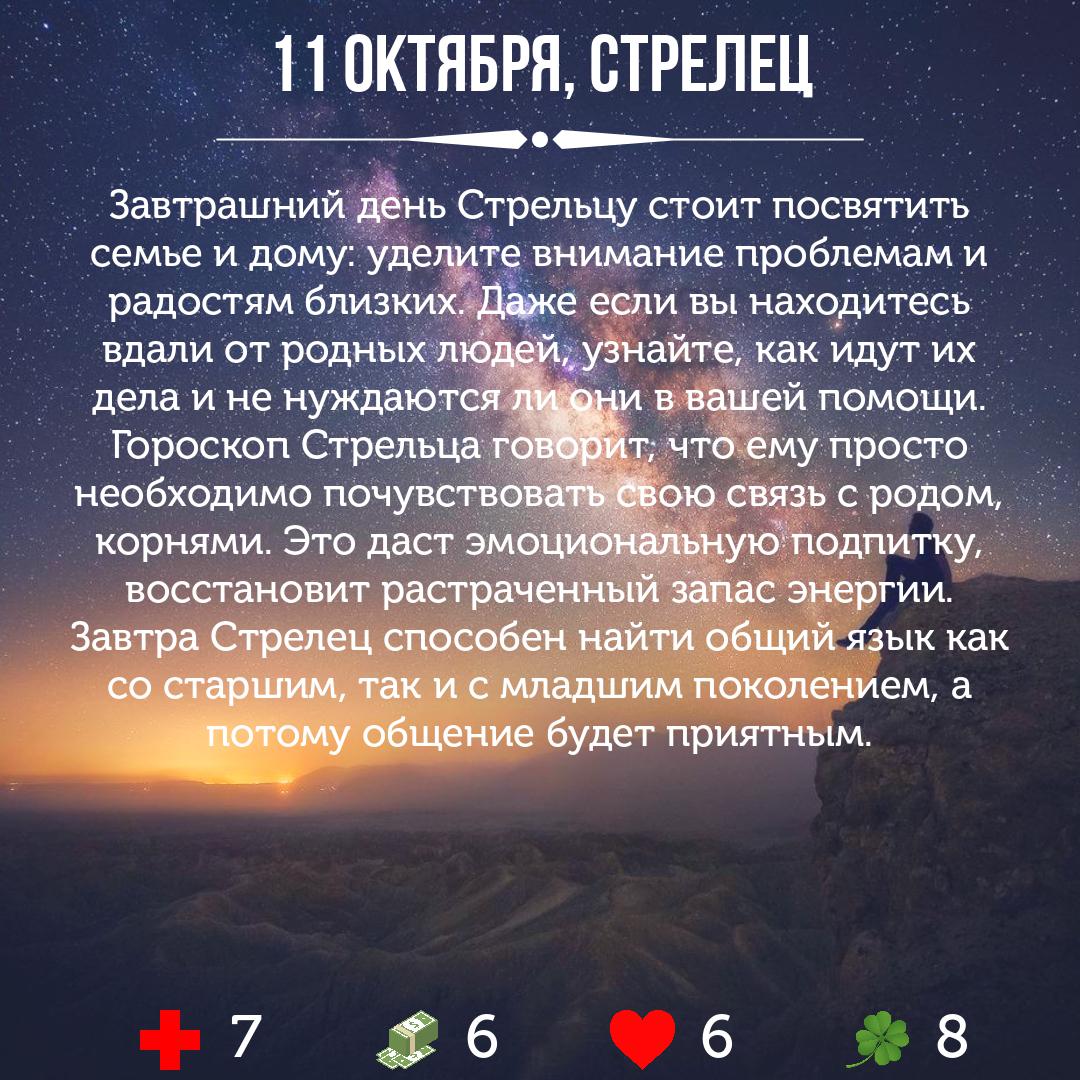 11 ОКТЯБРЯ, СТРЕЛЕЦ
Завтрашний день Стрельцу стоит посвятить
семье и дому: уделите внимание проблемам и
радостям близких. Даже если вы находитесь
вдали от родных людей, узнайте, как идут их
дела и не нуждаются ли они в вашей помощи.
Гороскоп Стрельца говорит, что ему просто
необходимо почувствовать свою связь с родом,
корнями. Это даст эмоциональную подпитку,
восстановит растраченный запас энергии.
Завтра Стрелец способен найти общий язык как
со старшим, так и с младшим поколением, а
потому общение будет приятным.
7 6 6 8